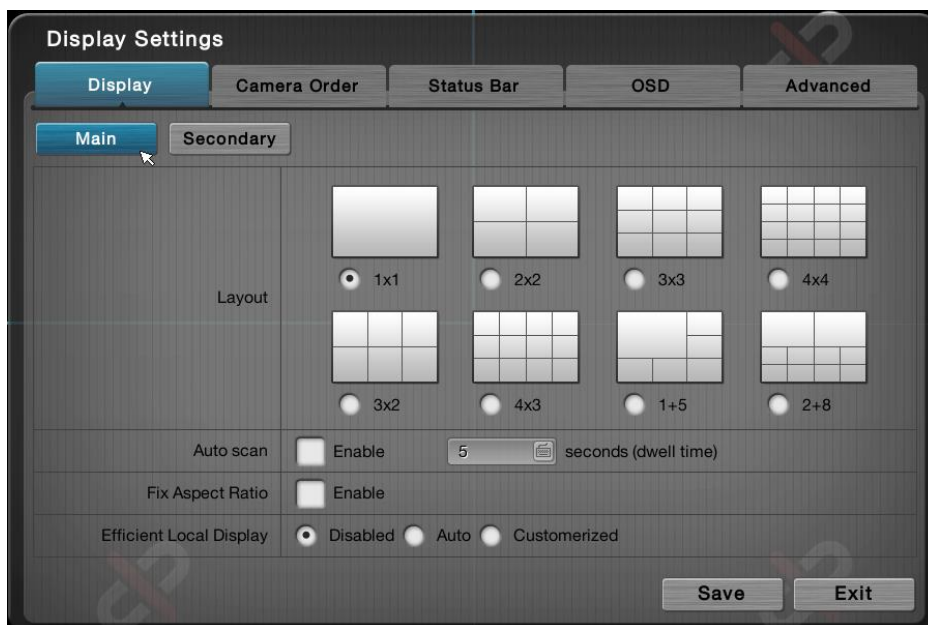 Display Settings
Display Camera Order Status Bar OSD Advanced
Main Secondary
Layout
1x1 2x2 3x3 4x4
3x2 4x3 1+5 2+8
Auto scan Enable 5 seconds (dwell time)
Fix Aspect Ratio Enable
Efficient Local Display Disabled Auto Customerized
Save Exit